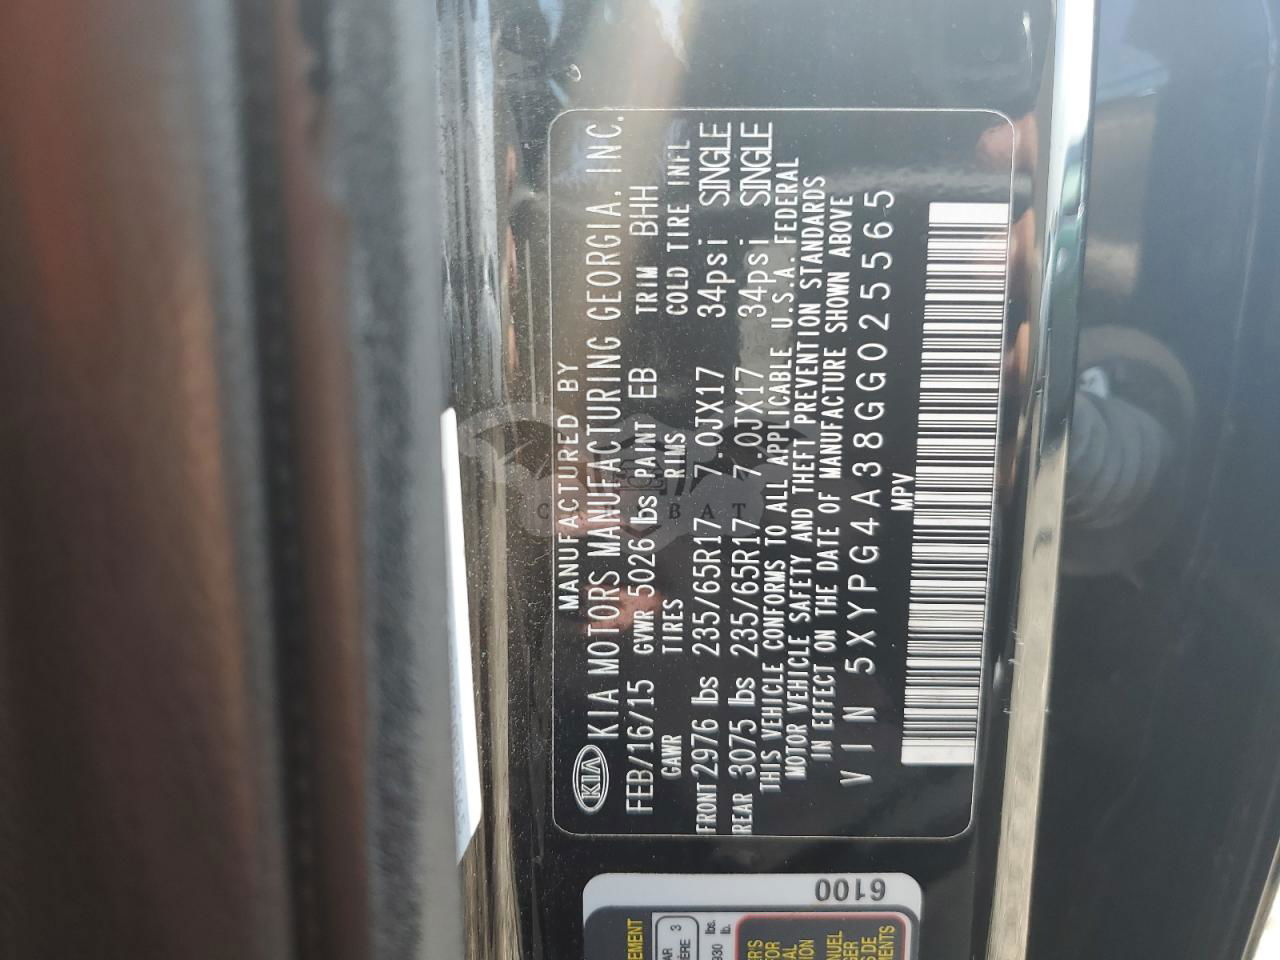 MANUFACTURED BY
KIA KIA MOTORS MANUFACTURING GEORGIA, INC.
FEB/16/15 GVWR 5026 lbs PAINT EB TRIM BHH
GAWR TIRES RIMS COLD TIRE INFL
FRONT 2976 lbs 235/65R17 7.0JX17 34psi SINGLE
REAR 3075 lbs 235/65R17 7.0JX17 34psi SINGLE
THIS VEHICLE CONFORMS TO ALL APPLICABLE U.S.A. FEDERAL
MOTOR VEHICLE SAFETY AND THEFT PREVENTION STANDARDS
IN EFFECT ON THE DATE OF MANUFACTURE SHOWN ABOVE
VIN 5XYPG4A38GG025565
MPV
6100
CARYBAT